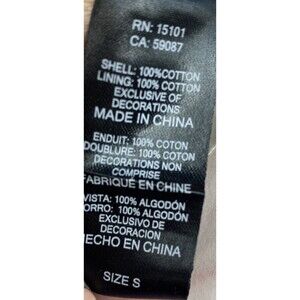 RN: 15101
CA: 59087
SHELL: 100%COTTON
LINING: 100%COTTON
EXCLUSIVE OF
DECORATIONS
MADE IN CHINA
ENDUIT: 100% COTON
DOUBLURE: 100% COTON
DECORATIONS NON
COMPRISE
FABRIQUÉ EN CHINE
VISTA: 100% ALGODÓN
ORRO: 100% ALGODÓN
EXCLUSIVO DE
DECORACION
HECHO EN CHINA
SIZE S